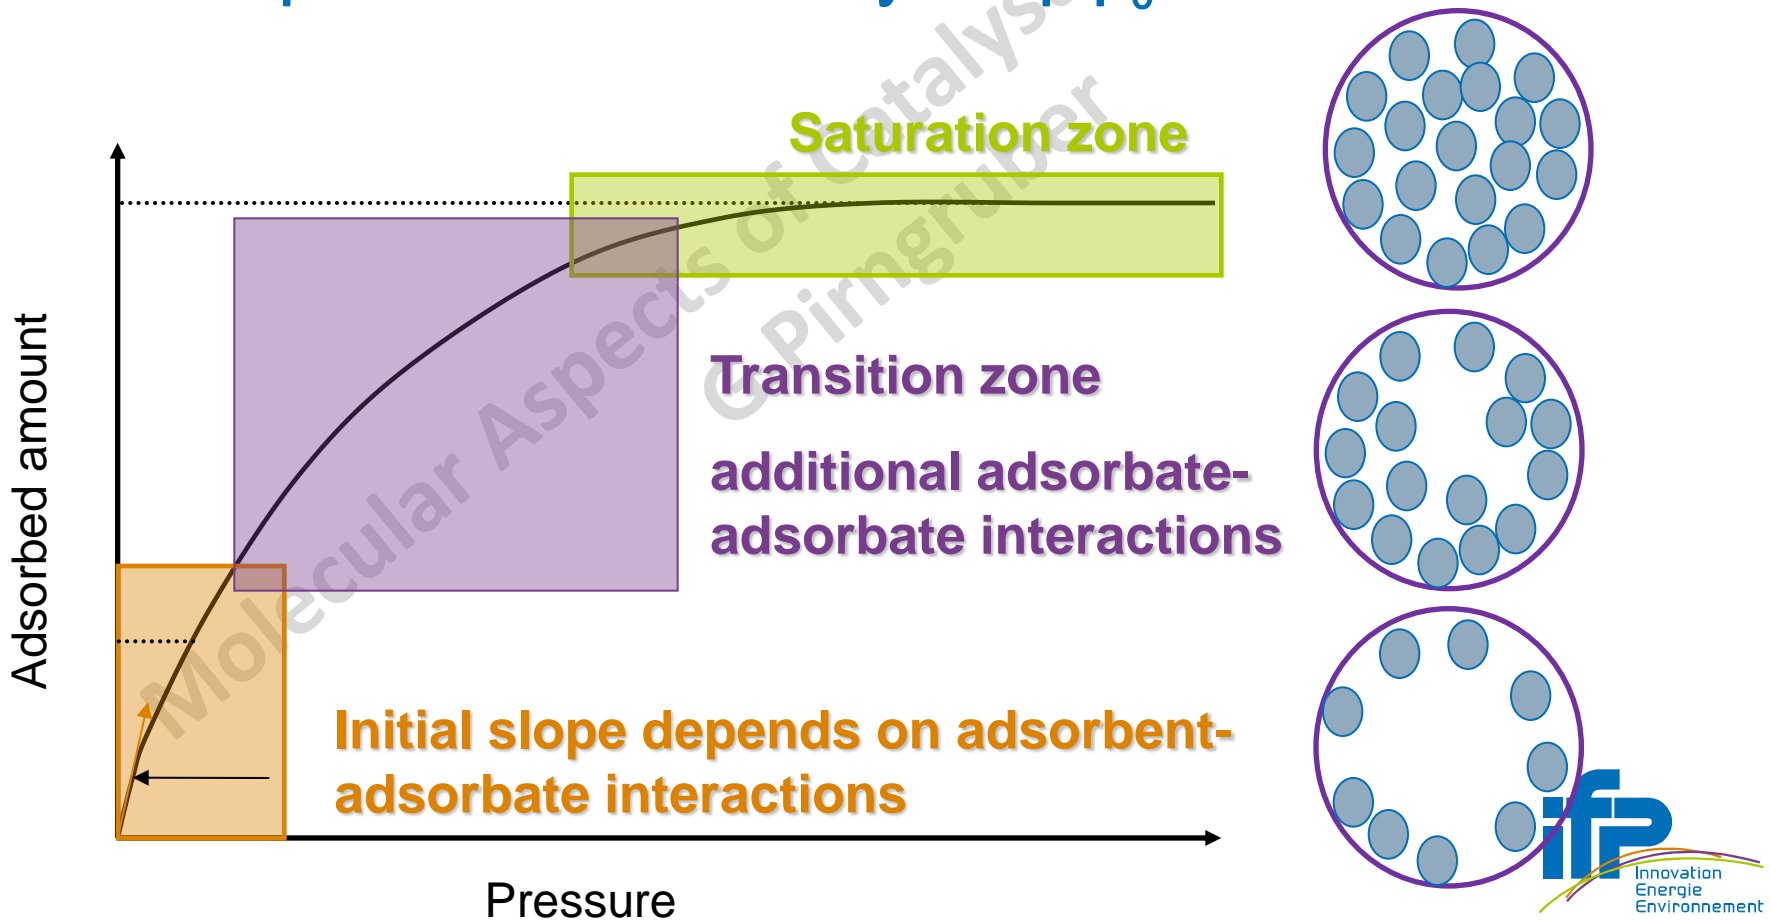 Saturation zone
Transition zone
additional adsorbate-
adsorbate interactions
Initial slope depends on adsorbent-
adsorbate interactions
Adsorbed amount
Pressure
Molecular Aspects of Catalys
G Pirngruber
ifp
Innovation
Energie
Environnement